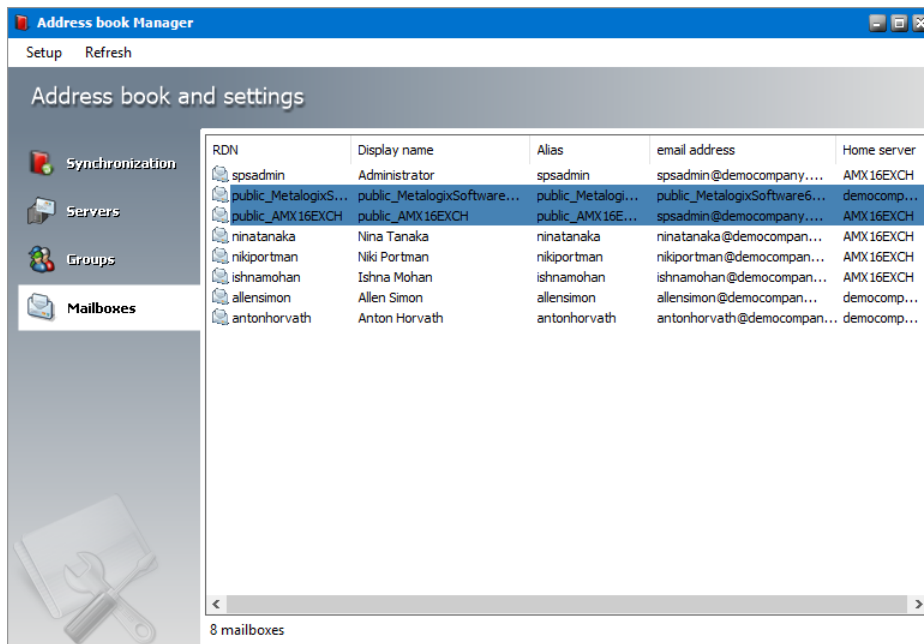 Address book Manager
Setup Refresh
Address book and settings
Synchronization
Servers
Groups
Mailboxes
RDN Display name Alias email address Home server
spsadmin Administrator spsadmin spsadmin@democompany.... AMX16EXCH
public_MetalogixS... public_MetalogixSoftware... public_Metalogi... public_MetalogixSoftware6... democomp...
public_AMX16EXCH public_AMX16EXCH public_AMX16E... spsadmin@democompany.... AMX16EXCH
ninatanaka Nina Tanaka ninatanaka ninatanaka@democompan... AMX16EXCH
nikiportman Niki Portman nikiportman nikiportman@democompan... AMX16EXCH
ishnamohan Ishna Mohan ishnamohan ishnamohan@democompan... AMX16EXCH
allensimon Allen Simon allensimon allensimon@democompan... democomp...
antonhorvath Anton Horvath antonhorvath antonhorvath@democompan... democomp...
8 mailboxes